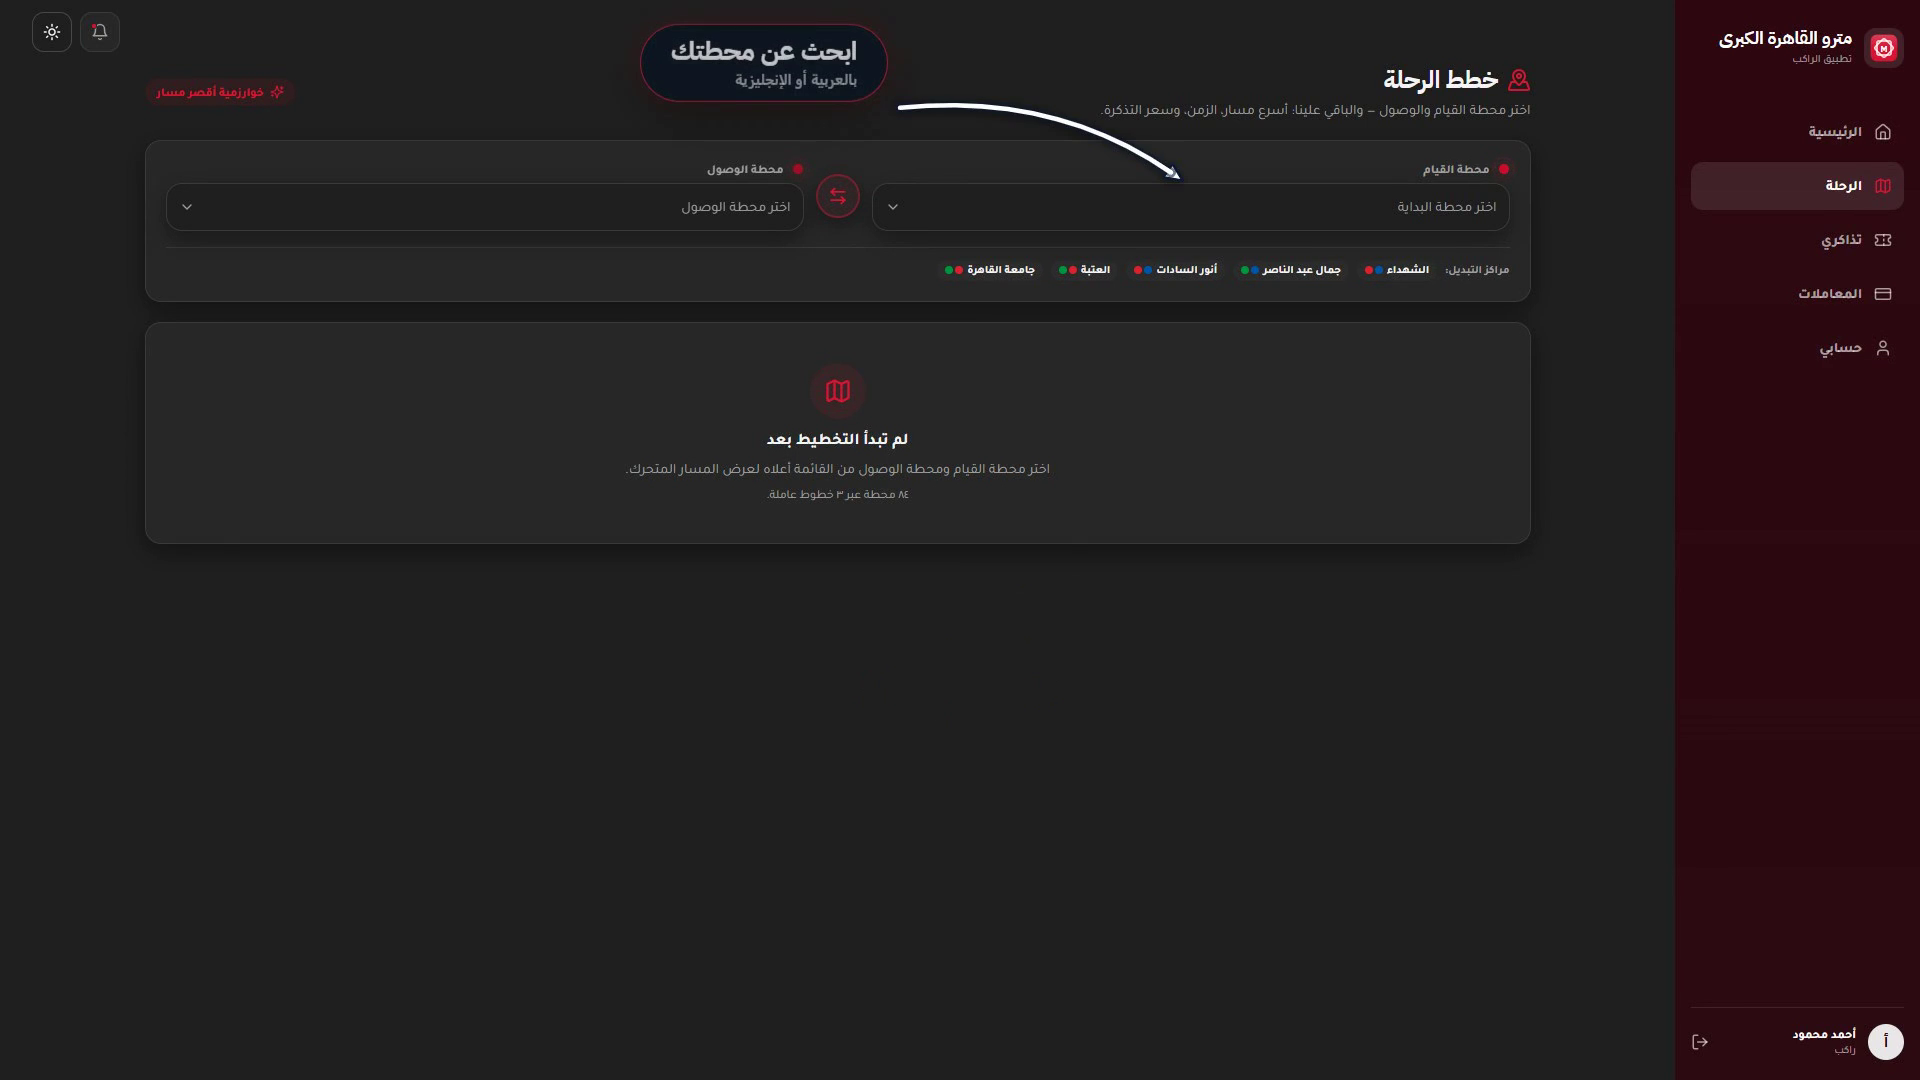 مترو القاهرة الكبرى
تطبيق الراكب
الرئيسية
الرحلة
تذاكري
المعاملات
حسابي
أحمد محمود
راكب
أ
ابحث عن محطتك
بالعربية أو الإنجليزية
خطط الرحلة
اختر محطة القيام والوصول – والباقي علينا: أسرع مسار، الزمن، وسعر التذكرة.
خوارزمية أقصر مسار
محطة القيام
اختر محطة البداية
محطة الوصول
اختر محطة الوصول
مراكز التبديل:
الشهداء
جمال عبد الناصر
أنور السادات
العتبة
جامعة القاهرة
لم تبدأ التخطيط بعد
اختر محطة القيام ومحطة الوصول من القائمة أعلاه لعرض المسار المتحرك.
٨٤ محطة عبر ٣ خطوط عاملة.